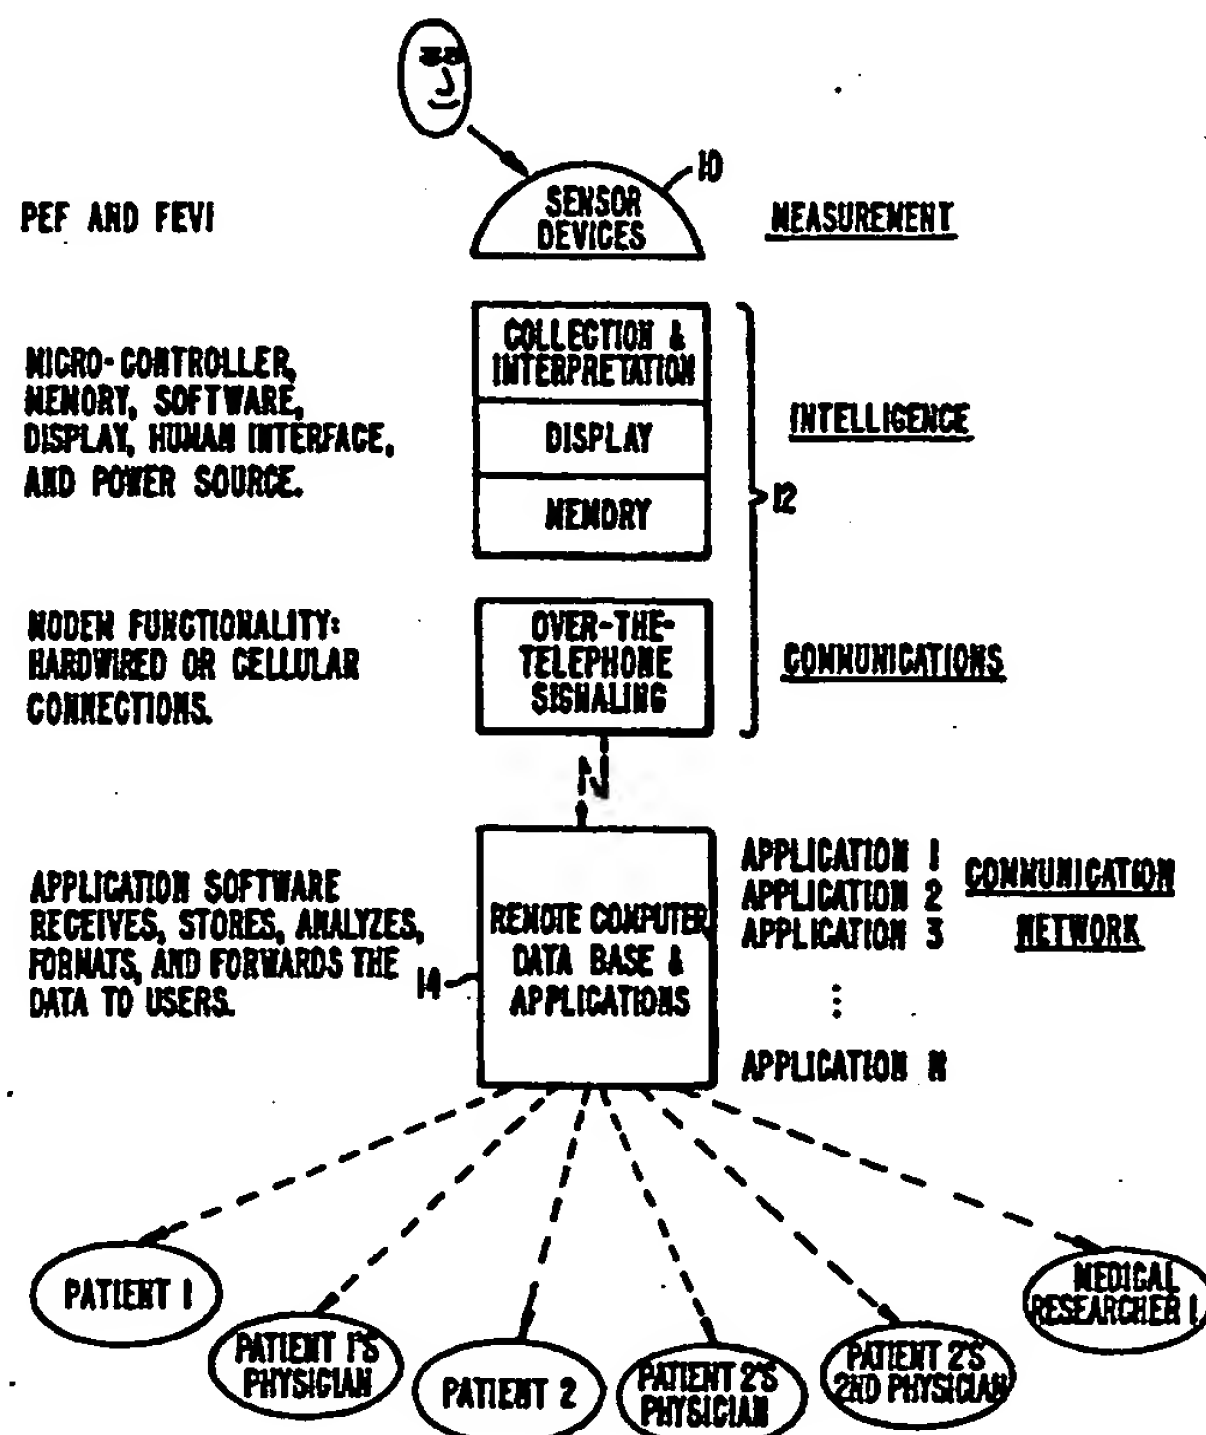 10
PEF AND FEV1
SENSOR
DEVICES
MEASUREMENT
COLLECTION &
INTERPRETATION
DISPLAY
MEMORY
MICRO-CONTROLLER,
MEMORY, SOFTWARE,
DISPLAY, HUMAN INTERFACE,
AND POWER SOURCE.
INTELLIGENCE
12
MODEM FUNCTIONALITY:
HARDWIRED OR CELLULAR
CONNECTIONS.
OVER-THE-
TELEPHONE
SIGNALING
COMMUNICATIONS
APPLICATION SOFTWARE
RECEIVES, STORES, ANALYZES,
FORMATS, AND FORWARDS THE
DATA TO USERS.
14
REMOTE COMPUTER,
DATA BASE &
APPLICATIONS
APPLICATION 1
APPLICATION 2
APPLICATION 3
⋮
APPLICATION N
COMMUNICATION
NETWORK
PATIENT 1
PATIENT 1'S
PHYSICIAN
PATIENT 2
PATIENT 2'S
PHYSICIAN
PATIENT 2'S
2ND PHYSICIAN
MEDICAL
RESEARCHER 1